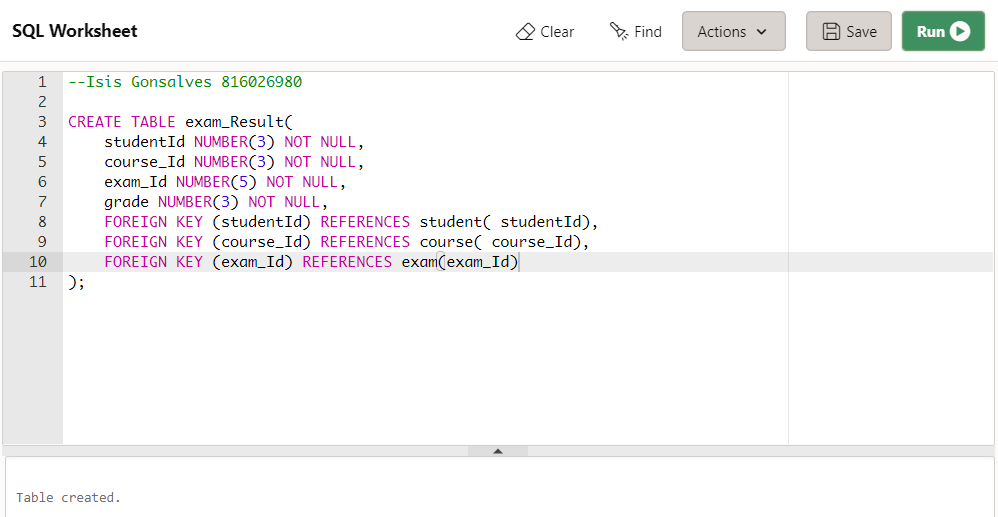 SQL Worksheet Clear Find Actions Save Run
1 --Isis Gonsalves 816026980
2
3 CREATE TABLE exam_Result(
4 studentId NUMBER(3) NOT NULL,
5 course_Id NUMBER(3) NOT NULL,
6 exam_Id NUMBER(5) NOT NULL,
7 grade NUMBER(3) NOT NULL,
8 FOREIGN KEY (studentId) REFERENCES student( studentId),
9 FOREIGN KEY (course_Id) REFERENCES course( course_Id),
10 FOREIGN KEY (exam_Id) REFERENCES exam(exam_Id)
11 );
Table created.